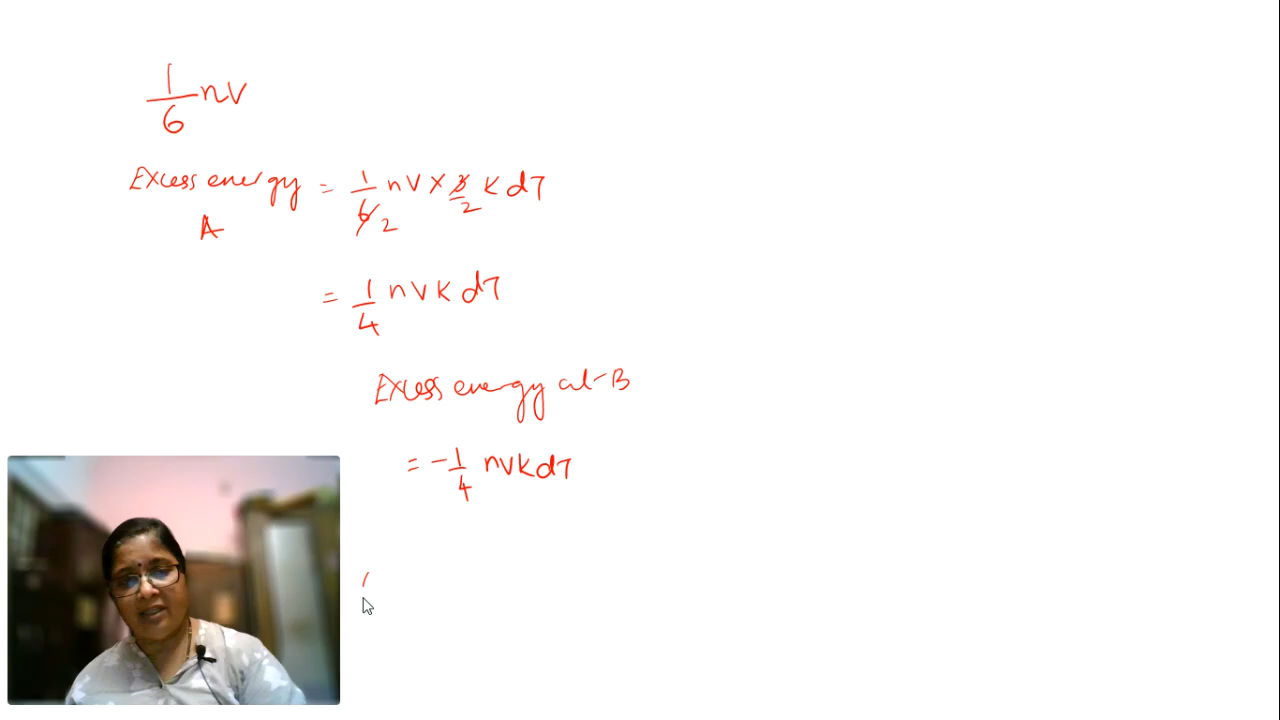 1/6 nV
Excess energy = 1/6 2 nV x 3/2 K dT
A
= 1/4 nVK dT
Excess energy at B
= -1/4 nVKdT